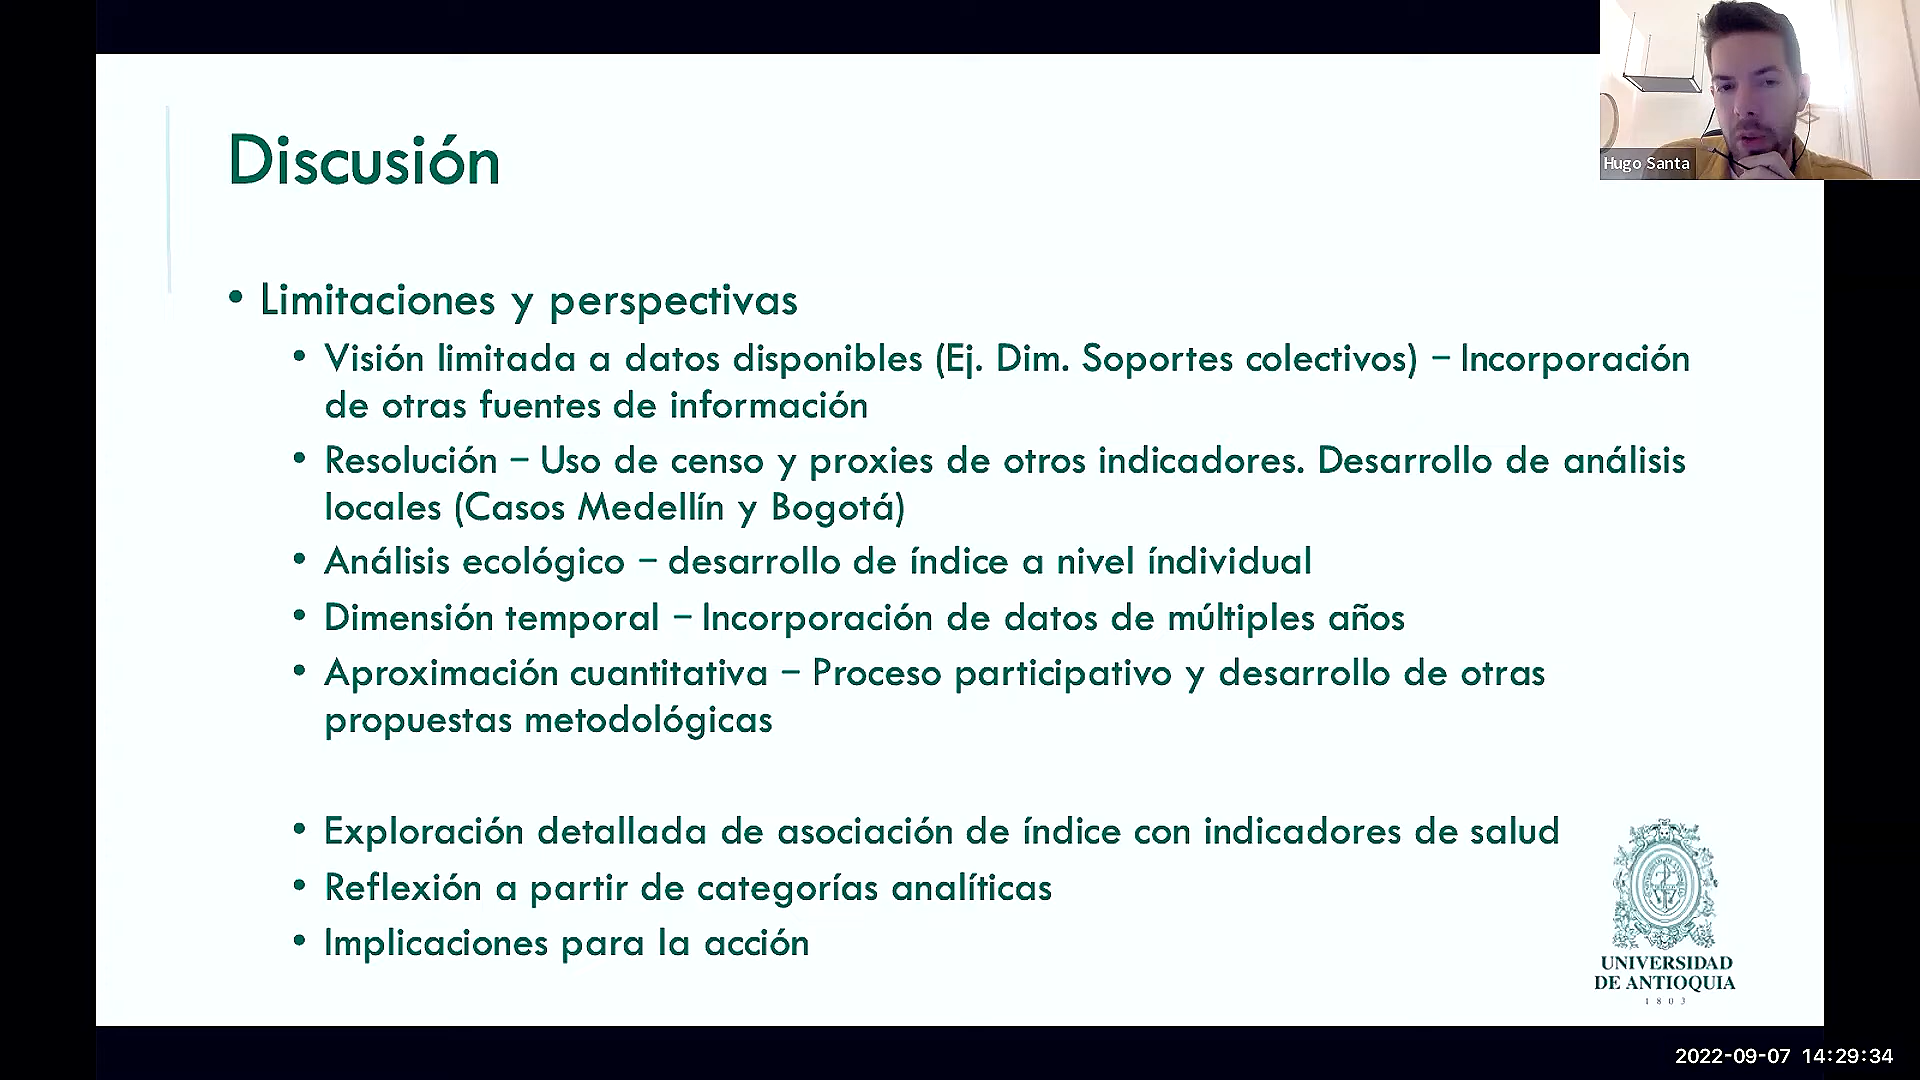 Discusión
Hugo Santa
• Limitaciones y perspectivas
• Visión limitada a datos disponibles (Ej. Dim. Soportes colectivos) – Incorporación
de otras fuentes de información
• Resolución – Uso de censo y proxies de otros indicadores. Desarrollo de análisis
locales (Casos Medellín y Bogotá)
• Análisis ecológico – desarrollo de índice a nivel índividual
• Dimensión temporal – Incorporación de datos de múltiples años
• Aproximación cuantitativa – Proceso participativo y desarrollo de otras
propuestas metodológicas
• Exploración detallada de asociación de índice con indicadores de salud
• Reflexión a partir de categorías analíticas
• Implicaciones para la acción
UNIVERSIDAD
DE ANTIOQUIA
1803
2022-09-07 14:29:34